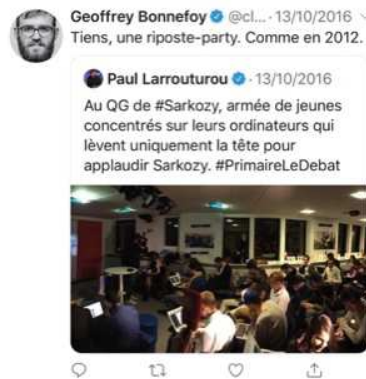 Geoffrey Bonnefoy @cl... · 13/10/2016
Tiens, une riposte-party. Comme en 2012.
Paul Larrouturou · 13/10/2016
Au QG de #Sarkozy, armée de jeunes
concentrés sur leurs ordinateurs qui
lèvent uniquement la tête pour
applaudir Sarkozy. #PrimaireLeDebat